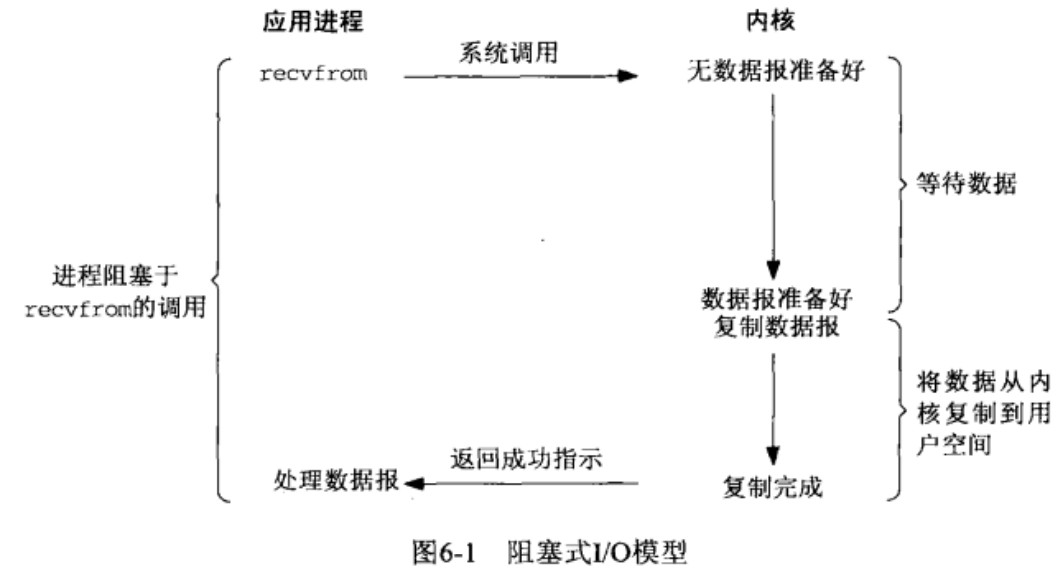 应用进程
内核
recvfrom
系统调用
无数据报准备好
等待数据
进程阻塞于
recvfrom的调用
数据报准备好
复制数据报
将数据从内
核复制到用
户空间
处理数据报
返回成功指示
复制完成
图6-1 阻塞式I/O模型